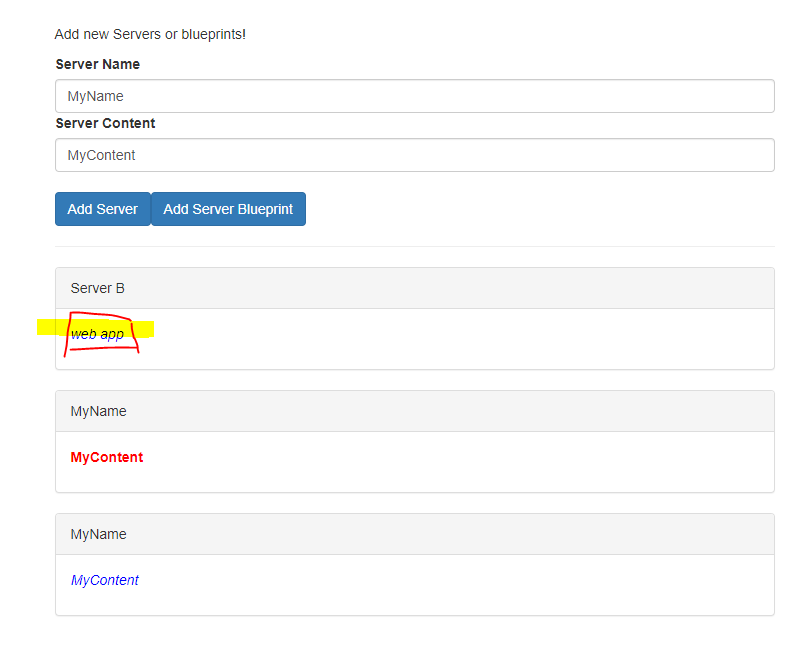 Add new Servers or blueprints!
Server Name
MyName
Server Content
MyContent
Add Server Add Server Blueprint
Server B
web app
MyName
MyContent
MyName
MyContent